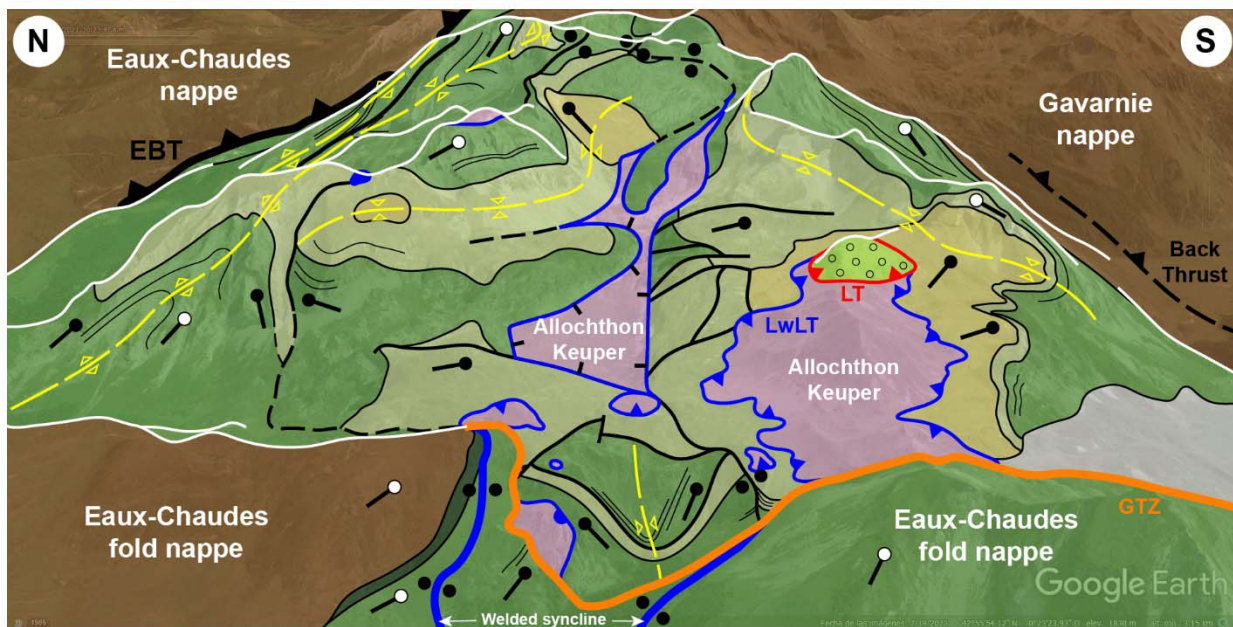 N
S
Eaux-Chaudes
nappe
Gavarnie
nappe
EBT
Back
Thrust
LT
LwLT
Allochthon
Keuper
Allochthon
Keuper
Eaux-Chaudes
fold nappe
Eaux-Chaudes
fold nappe
GTZ
Google Earth
Welded syncline